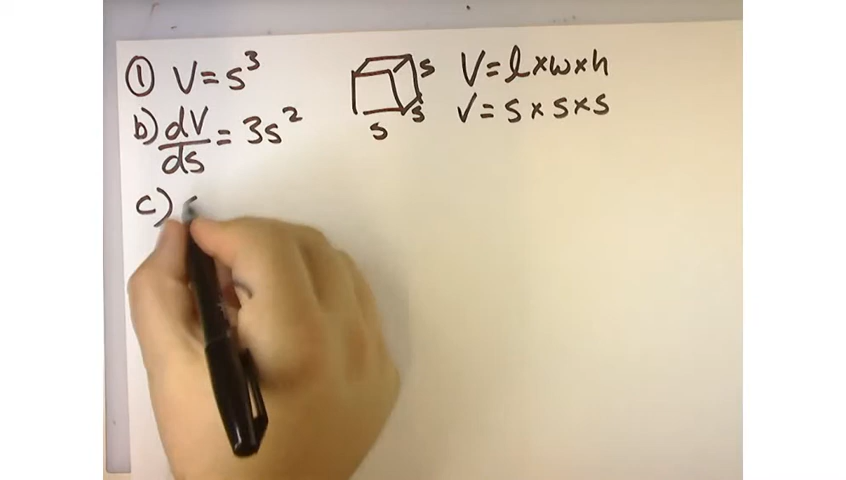 ① V=s³
b) dV/ds = 3s²
c)
s
s
s
V=l×w×h
V=s×s×s